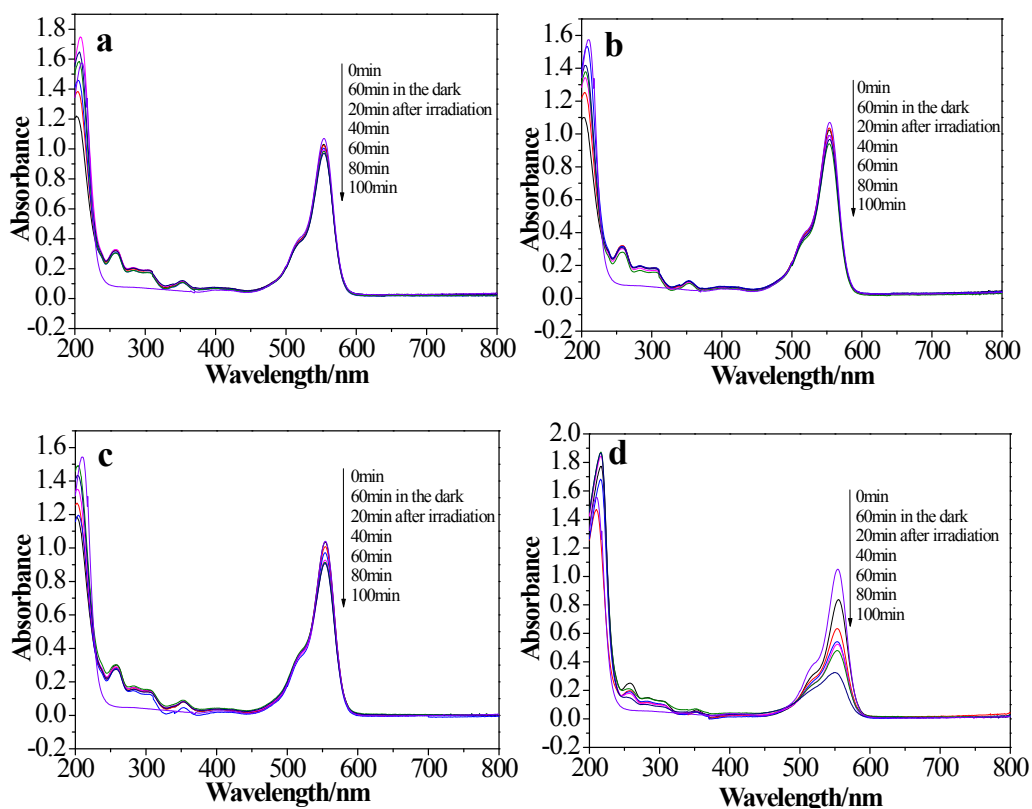 a
0min
60min in the dark
20min after irradiation
40min
60min
80min
100min
1.8
1.6
1.4
1.2
1.0
0.8
0.6
0.4
0.2
0.0
-0.2
Absorbance
200 300 400 500 600 700 800
Wavelength/nm
b
0min
60min in the dark
20min after irradiation
40min
60min
80min
100min
1.8
1.6
1.4
1.2
1.0
0.8
0.6
0.4
0.2
0.0
-0.2
Absorbance
200 300 400 500 600 700 800
Wavelength/nm
c
0min
60min in the dark
20min after irradiation
40min
60min
80min
100min
1.6
1.4
1.2
1.0
0.8
0.6
0.4
0.2
0.0
-0.2
Absorbance
200 300 400 500 600 700 800
Wavelength/nm
d
0min
60min in the dark
20min after irradiation
40min
60min
80min
100min
2.0
1.8
1.6
1.4
1.2
1.0
0.8
0.6
0.4
0.2
0.0
-0.2
Absorbance
200 300 400 500 600 700 800
Wavelength/nm